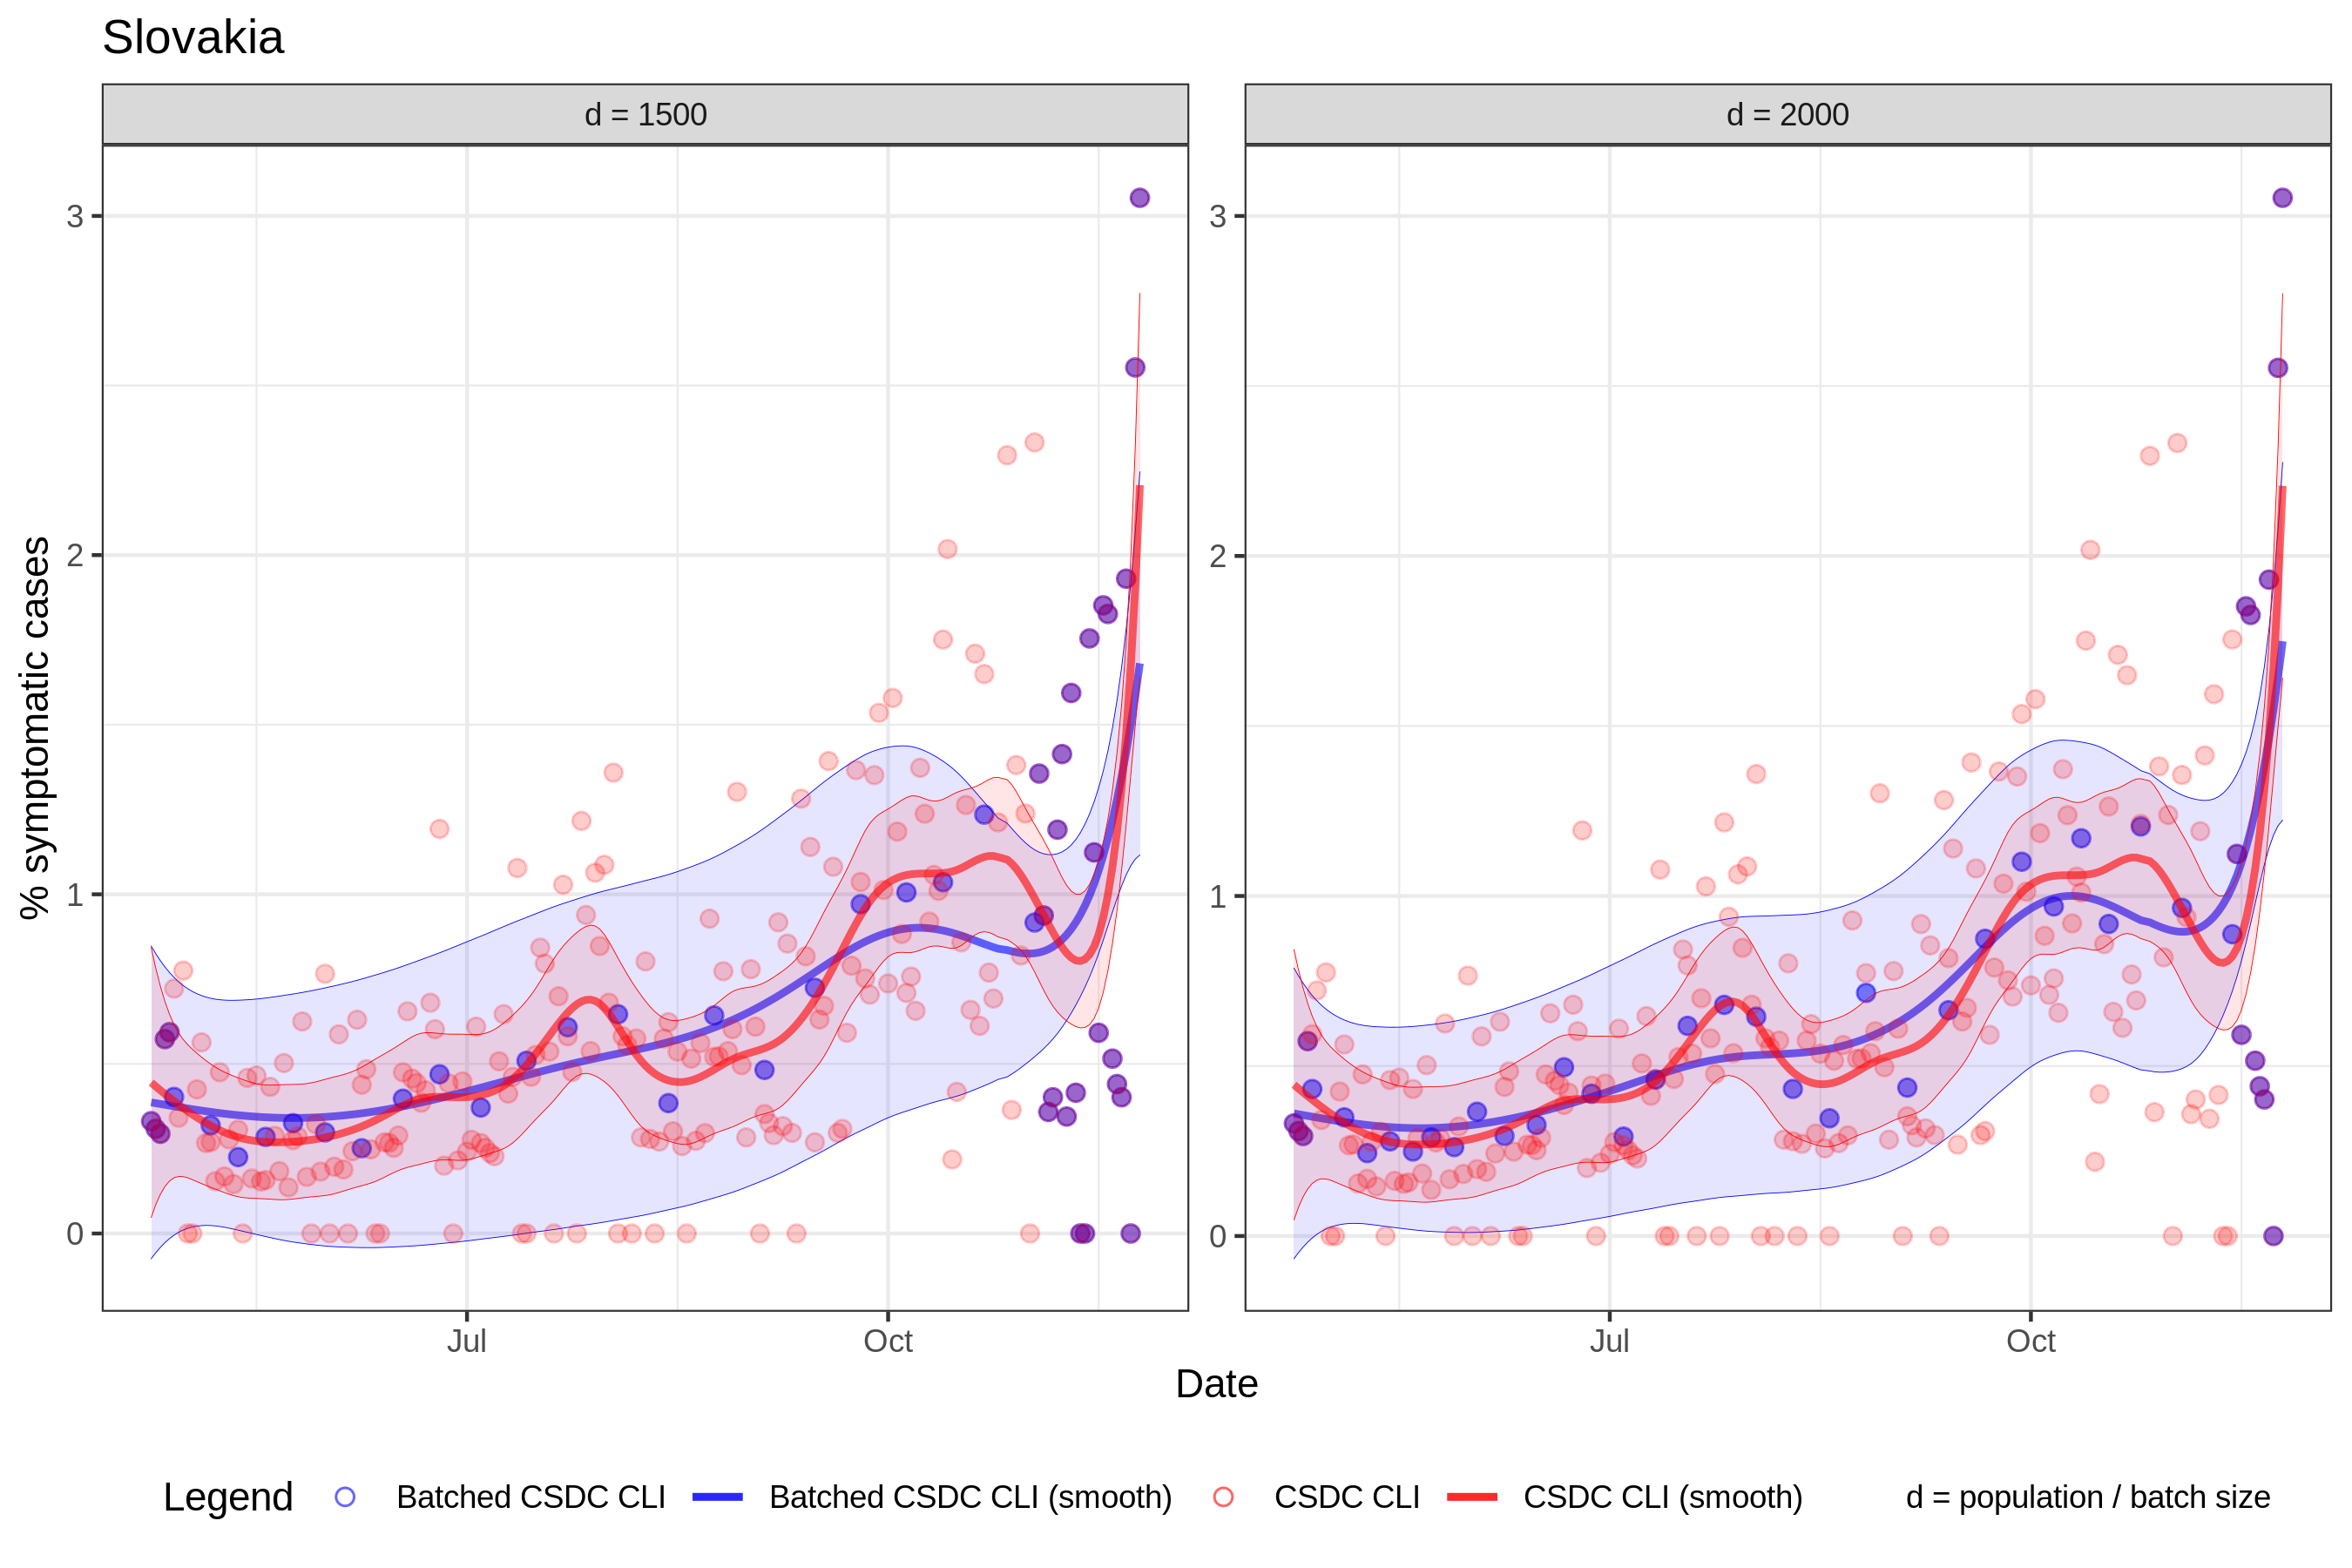 Slovakia
d = 1500
d = 2000
% symptomatic cases
3
2
1
0
3
2
1
0
Jul
Oct
Jul
Oct
Date
Legend
Batched CSDC CLI
Batched CSDC CLI (smooth)
CSDC CLI
CSDC CLI (smooth)
d = population / batch size